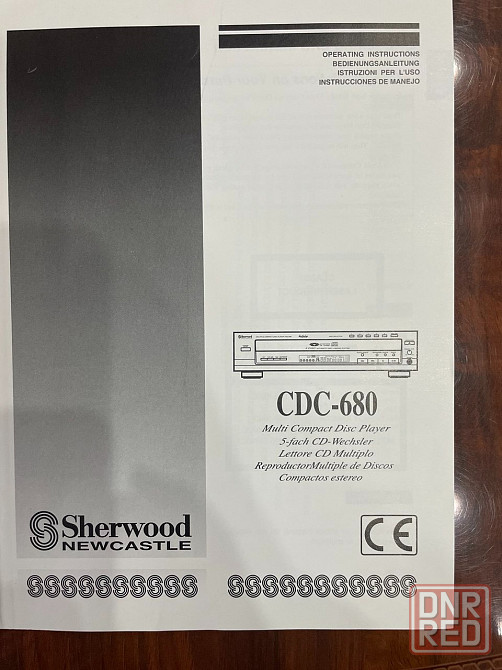 OPERATING INSTRUCTIONS
BEDIENUNGSANLEITUNG
ISTRUZIONI PER L'USO
INSTRUCCIONES DE MANEJO
Sherwood
CDC-680
Multi Compact Disc Player
5-fach CD-Wechsler
Lettore CD Multiplo
ReproductorMultiple de Discos
Compactos estereo
Sherwood
NEWCASTLE
CE
DNR
RED